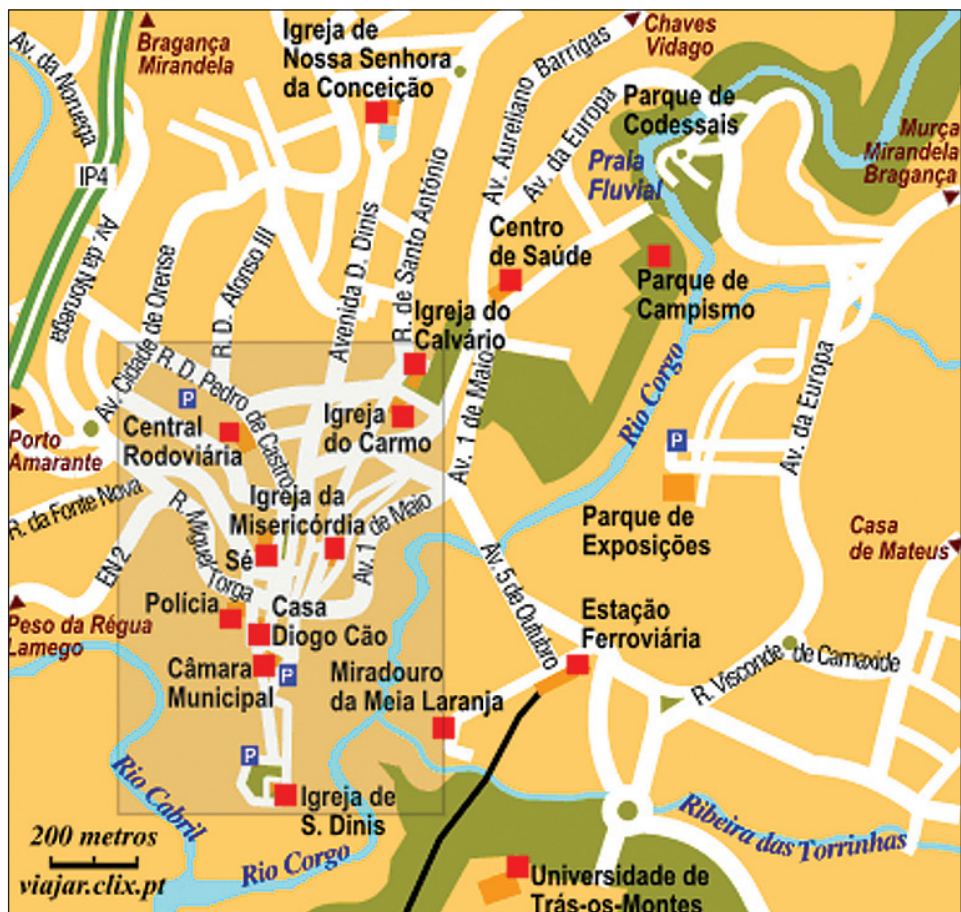 Bragança
Mirandela
Igreja de
Nossa Senhora
da Conceição
Chaves
Vidago
Av. da Noruega
Av. Aureliano Barrigas
Av. da Europa
Parque de
Codessais
Praia
Fluvial
Murça
Mirandela
Bragança
IP4
Av. da Noruega
Av. Cidade de Orense
R. D. Afonso III
Avenida D. Dinis
R. de Santo António
Centro
de Saúde
Parque de
Campismo
Igreja do
Calvário
R. D. Pedro de Castro
P
Central
Rodoviária
Igreja
do Carmo
Av. 1 de Maio
Rio Corgo
Av. da Europa
P
Porto
Amarante
R. da Fonte Nova
EN2
R. Miguel Torga
Igreja da
Misericórdia
Sé
Av. 1 de Maio
Parque de
Exposições
Casa
de Mateus
Av. 5 de Outubro
Peso da Régua
Lamego
Polícia
Casa
Diogo Cão
Estação
Ferroviária
Câmara
Municipal
P
Miradouro
da Meia Laranja
R. Visconde de Carnaxide
P
Rio Cabril
Igreja de
S. Dinis
Rio Corgo
Ribeira das Torrinhas
200 metros
viajar.clix.pt
Universidade de
Trás-os-Montes